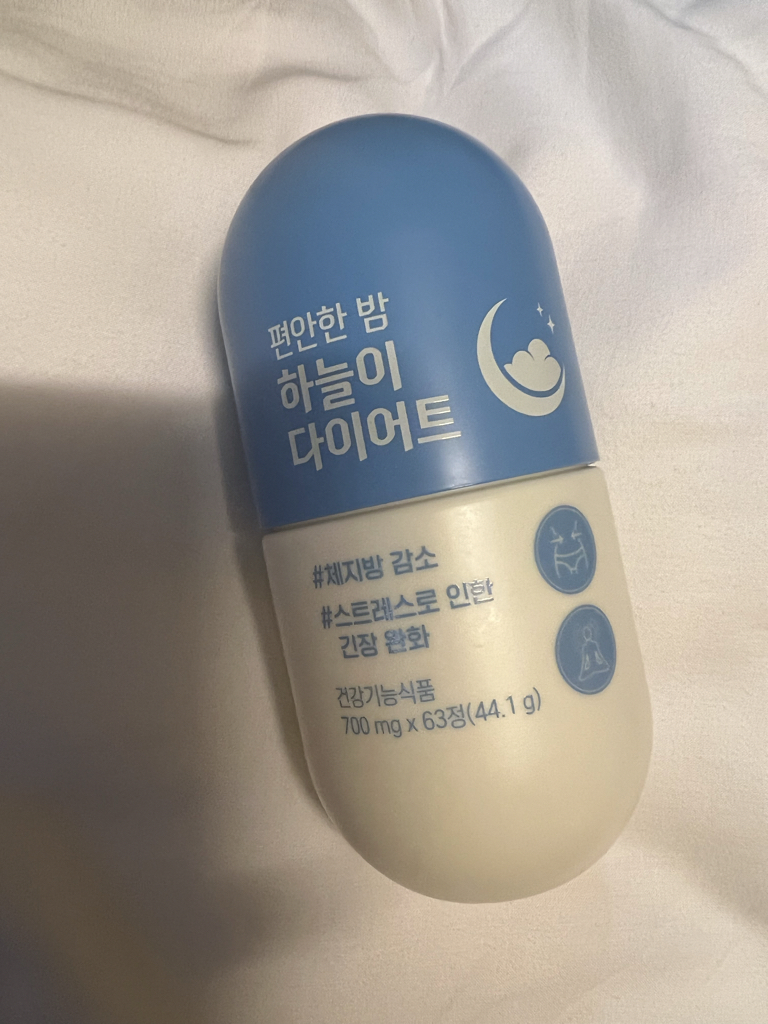 편안한 밤
하늘이
다이어트
#체지방 감소
#스트레스로 인한
긴장 완화
건강기능식품
700 mg x 63정(44.1 g)